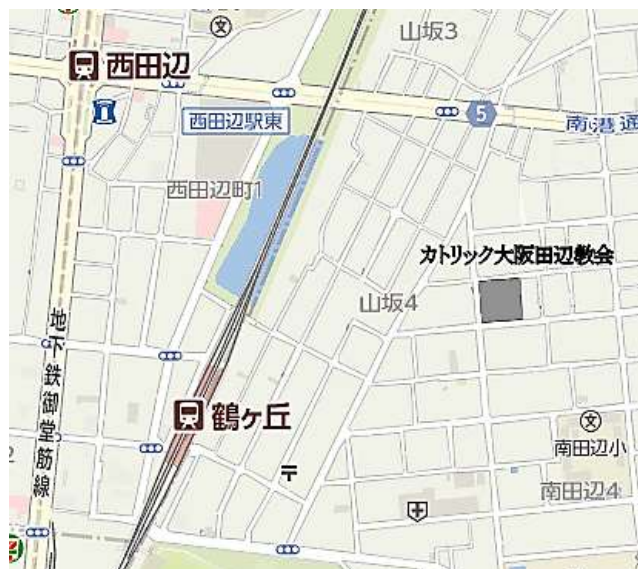 山坂3
西田辺
西田辺駅東
5
南港通
西田辺町1
カトリック大阪田辺教会
山坂4
地下鉄御堂筋線
鶴ヶ丘
文
南田辺小
南田辺4